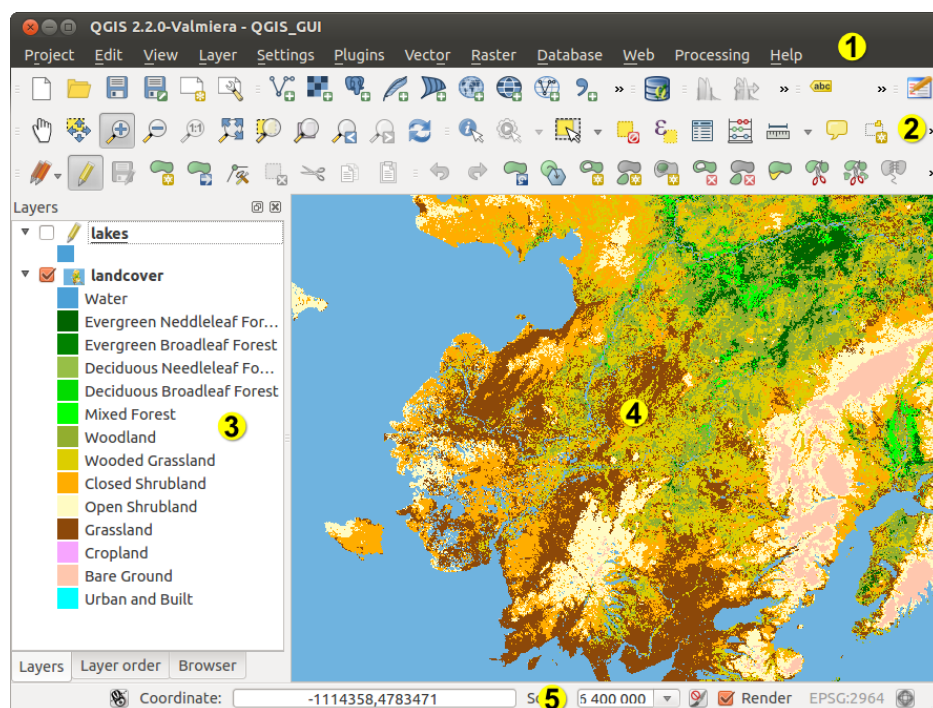 QGIS 2.2.0-Valmiera - QGIS_GUI
Project Edit View Layer Settings Plugins Vector Raster Database Web Processing Help 1
» » abc »
1:1 ε 2 »
»
Layers
lakes
landcover
Water
Evergreen Neddleleaf For...
Evergreen Broadleaf Forest
Deciduous Needleleaf Fo...
Deciduous Broadleaf Forest
Mixed Forest
3
4
Woodland
Wooded Grassland
Closed Shrubland
Open Shrubland
Grassland
Cropland
Bare Ground
Urban and Built
Layers Layer order Browser
Coordinate: -1114358,4783471 5 5 400 000 Render EPSG:2964